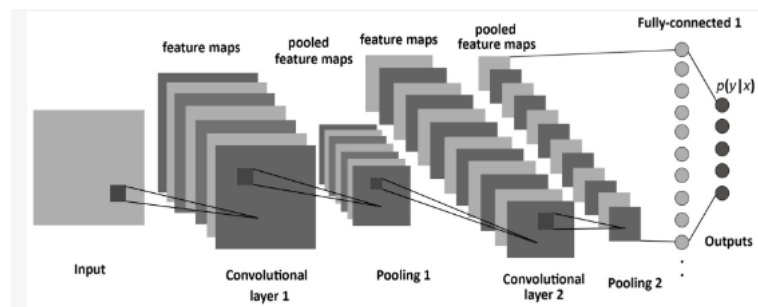 Fully-connected 1
feature maps
pooled
feature maps
feature maps
pooled
feature maps
p(y|x)
Outputs
Input
Convolutional
layer 1
Pooling 1
Convolutional
layer 2
Pooling 2